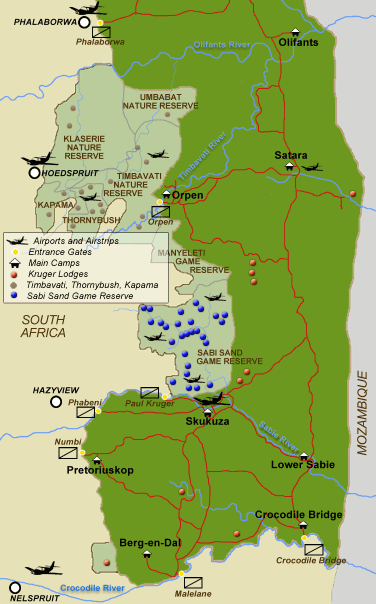 PHALABORWA
Phalaborwa
Olifants
Olifants River
UMBABAT
NATURE RESERVE
KLASERIE
NATURE
RESERVE
Timbavati River
Satara
HOEDSPRUIT
TIMBAVATI
NATURE
RESERVE
Orpen
KAPAMA
THORNYBUSH
Orpen
Airports and Airstrips
Entrance Gates
Main Camps
Kruger Lodges
Timbavati, Thornybush, Kapama
Sabi Sand Game Reserve
MANYELETI
GAME
RESERVE
SOUTH
AFRICA
SABI SAND
GAME RESERVE
MOZAMBIQUE
HAZYVIEW
Phabeni
Paul Kruger
Skukuza
Sabie River
Numbi
Pretoriuskop
Lower Sabie
Crocodile Bridge
Berg-en-Dal
Crocodile Bridge
Crocodile River
Malelane
NELSPRUIT